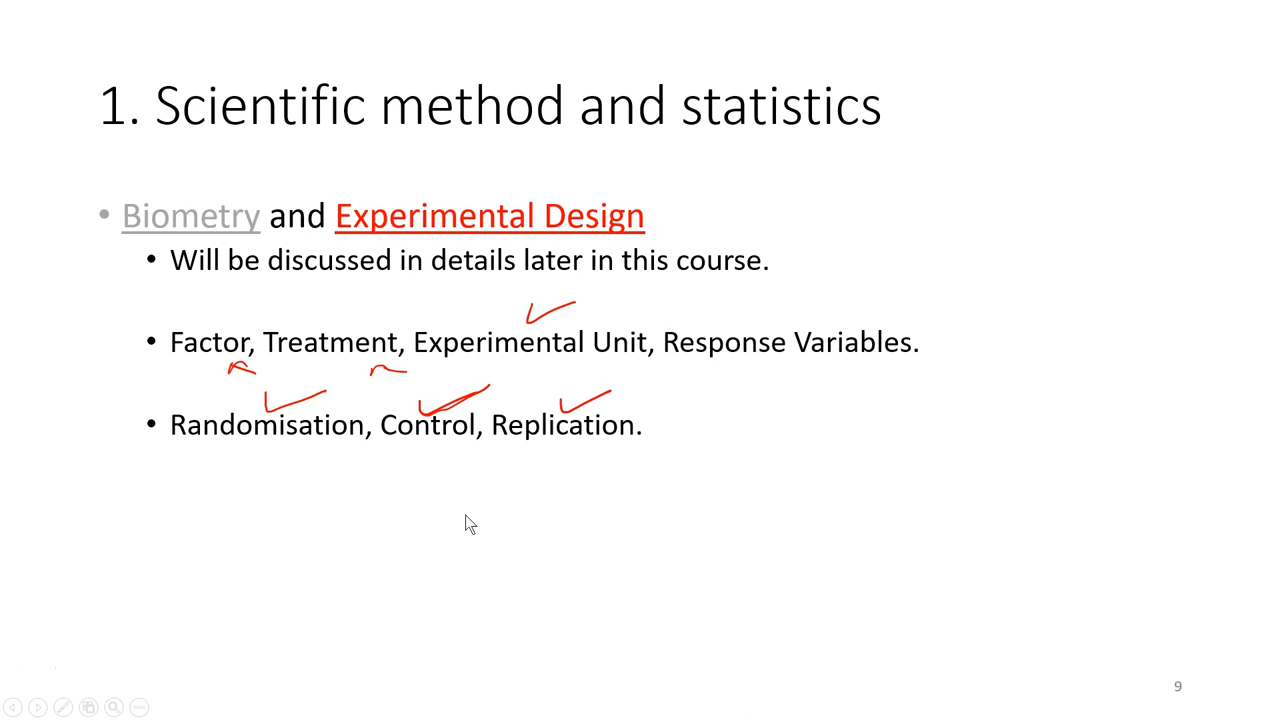 1. Scientific method and statistics
• Biometry and Experimental Design
• Will be discussed in details later in this course.
• Factor, Treatment, Experimental Unit, Response Variables.
• Randomisation, Control, Replication.
9